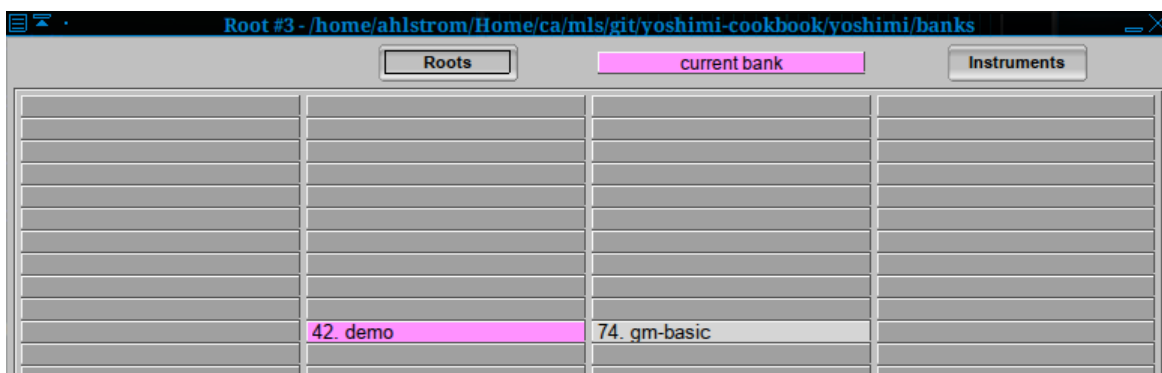 Root #3 - /home/ahlstrom/Home/ca/mls/git/yoshimi-cookbook/yoshimi/banks
Roots current bank Instruments
42. demo 74. gm-basic